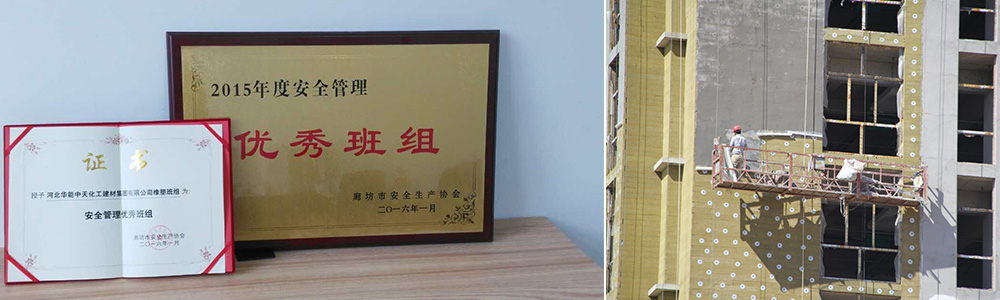 证书
授予 河北华能中天化工建材集团有限公司橡塑班组 为:
安全管理优秀班组
廊坊市安全生产协会
二〇一六年一月
2015年度安全管理
优秀班组
廊坊市安全生产协会
二〇一六年一月